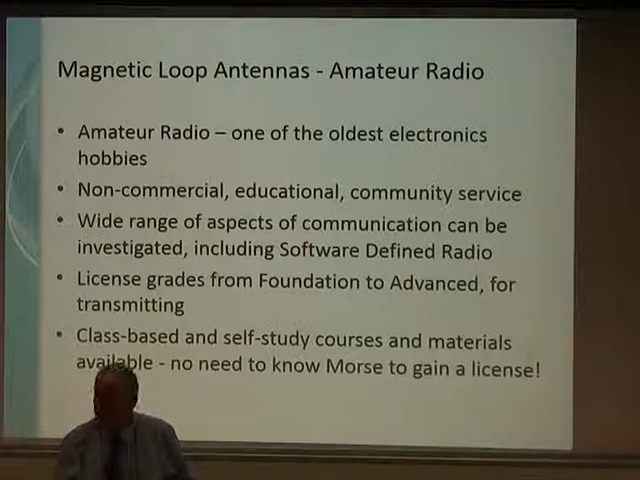 Magnetic Loop Antennas - Amateur Radio
• Amateur Radio – one of the oldest electronics
hobbies
• Non-commercial, educational, community service
• Wide range of aspects of communication can be
investigated, including Software Defined Radio
• License grades from Foundation to Advanced, for
transmitting
• Class-based and self-study courses and materials
available - no need to know Morse to gain a license!